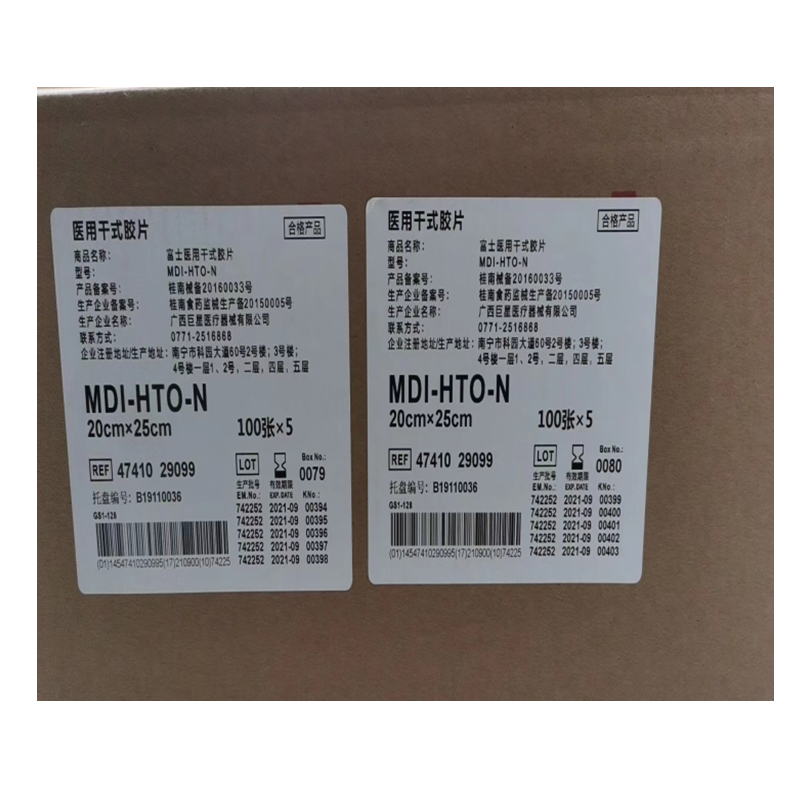 医用干式胶片
合格产品
商品名称： 富士医用干式胶片
型号： MDI-HTO-N
产品备案号： 桂南械备20160033号
生产企业备案号： 桂南食药监械生产备20150005号
生产企业名称： 广西巨星医疗器械有限公司
联系方式： 0771-2516868
企业注册地址/生产地址： 南宁市科园大道60号2号楼；3号楼；
4号楼一层1、2号，二层，四层，五层
MDI-HTO-N
20cm×25cm 100张×5
REF 47410 29099
LOT Box No.:
0079
生产批号 有效期限
托盘编号: B19110036
EM.No.: EXP.DATE KNo.:
GS1-128
742252 2021-09 00394
742252 2021-09 00395
742252 2021-09 00396
742252 2021-09 00397
742252 2021-09 00398
(01)14547410290995(17)210900(10)74225
医用干式胶片
合格产品
商品名称： 富士医用干式胶片
型号： MDI-HTO-N
产品备案号： 桂南械备20160033号
生产企业备案号： 桂南食药监械生产备20150005号
生产企业名称： 广西巨星医疗器械有限公司
联系方式： 0771-2516868
企业注册地址/生产地址： 南宁市科园大道60号2号楼；3号楼；
4号楼一层1、2号，二层，四层，五层
MDI-HTO-N
20cm×25cm 100张×5
REF 47410 29099
LOT Box No.:
0080
生产批号 有效期限
托盘编号: B19110036
EM.No.: EXP.DATE KNo.:
GS1-128
742252 2021-09 00399
742252 2021-09 00400
742252 2021-09 00401
742252 2021-09 00402
742252 2021-09 00403
(01)14547410290995(17)210900(10)74225